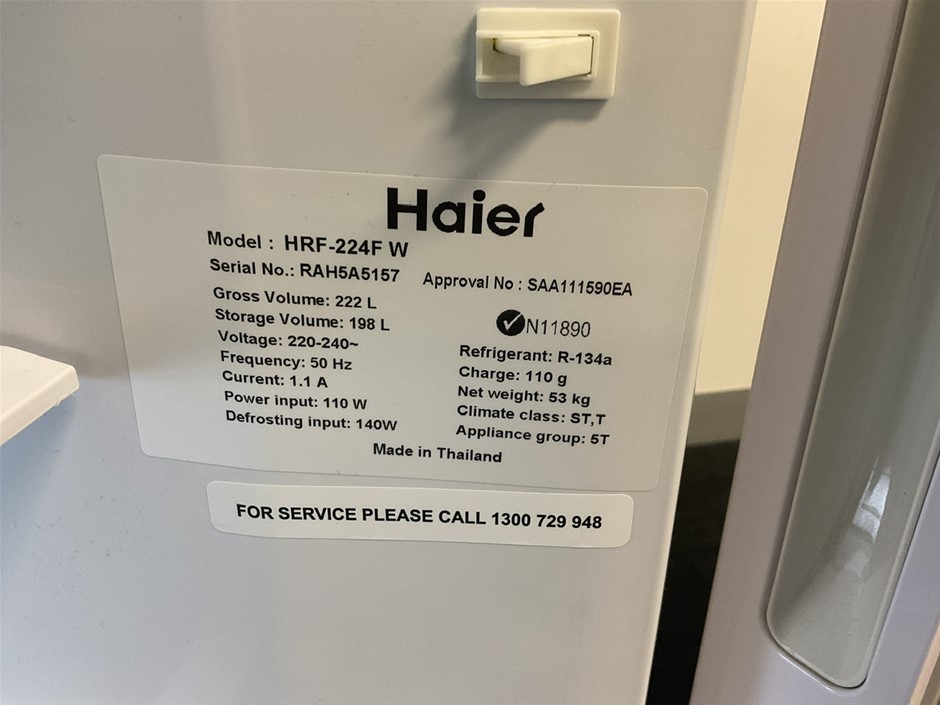 Haier
Model : HRF-224F W
Serial No.: RAH5A5157
Approval No : SAA111590EA
Gross Volume: 222 L
Storage Volume: 198 L
Voltage: 220-240~
Frequency: 50 Hz
Current: 1.1 A
Power input: 110 W
Defrosting input: 140W
N11890
Refrigerant: R-134a
Charge: 110 g
Net weight: 53 kg
Climate class: ST,T
Appliance group: 5T
Made in Thailand
FOR SERVICE PLEASE CALL 1300 729 948